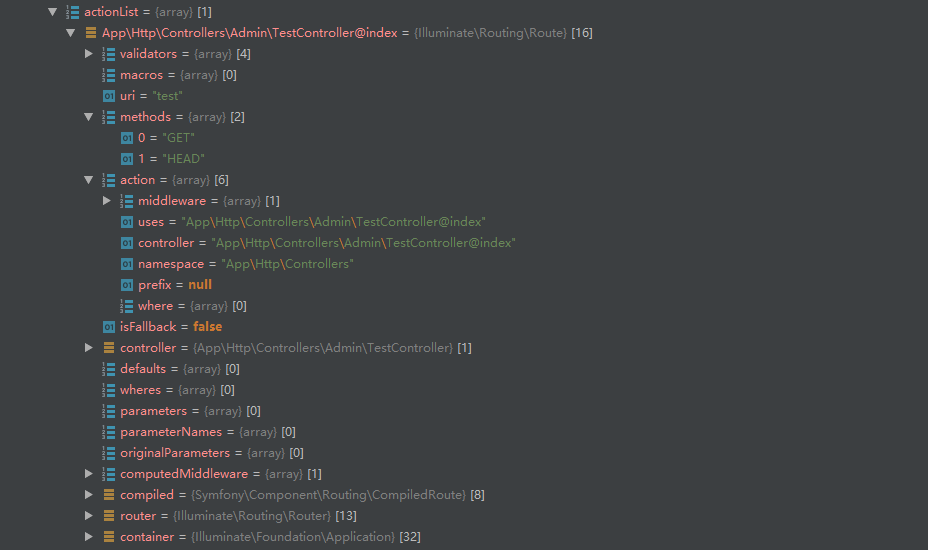 actionList = {array} [1]
App\Http\Controllers\Admin\TestController@index = {Illuminate\Routing\Route} [16]
validators = {array} [4]
macros = {array} [0]
uri = "test"
methods = {array} [2]
0 = "GET"
1 = "HEAD"
action = {array} [6]
middleware = {array} [1]
uses = "App\Http\Controllers\Admin\TestController@index"
controller = "App\Http\Controllers\Admin\TestController@index"
namespace = "App\Http\Controllers"
prefix = null
where = {array} [0]
isFallback = false
controller = {App\Http\Controllers\Admin\TestController} [1]
defaults = {array} [0]
wheres = {array} [0]
parameters = {array} [0]
parameterNames = {array} [0]
originalParameters = {array} [0]
computedMiddleware = {array} [1]
compiled = {Symfony\Component\Routing\CompiledRoute} [8]
router = {Illuminate\Routing\Router} [13]
container = {Illuminate\Foundation\Application} [32]